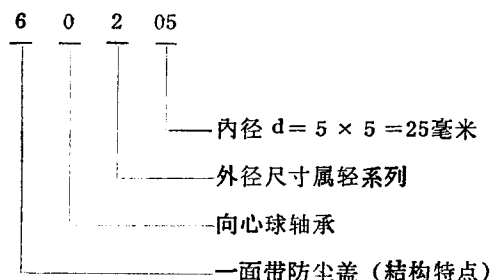 6 0 2 05
内径 d= 5 × 5 =25毫米
外径尺寸属轻系列
向心球轴承
一面带防尘盖（结构特点）